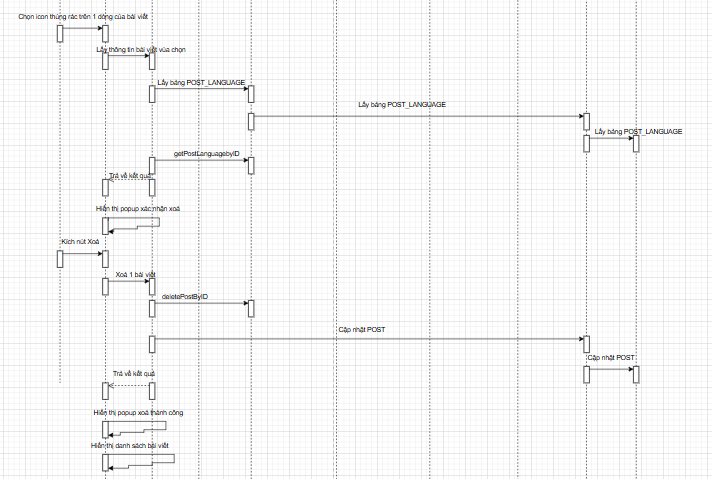 Chọn icon thùng rác trên 1 dòng của bài viết
Lấy thông tin bài viết vừa chọn
Lấy bảng POST_LANGUAGE
Lấy bảng POST_LANGUAGE
Lấy bảng POST_LANGUAGE
getPostLanguagebyID
Trả về kết quả
Hiển thị popup xác nhận xoá
Kích nút Xoá
Xoá 1 bài viết
deletePostByID
Cập nhật POST
Cập nhật POST
Trả về kết quả
Hiển thị popup xoá thành công
Hiển thị danh sách bài viết